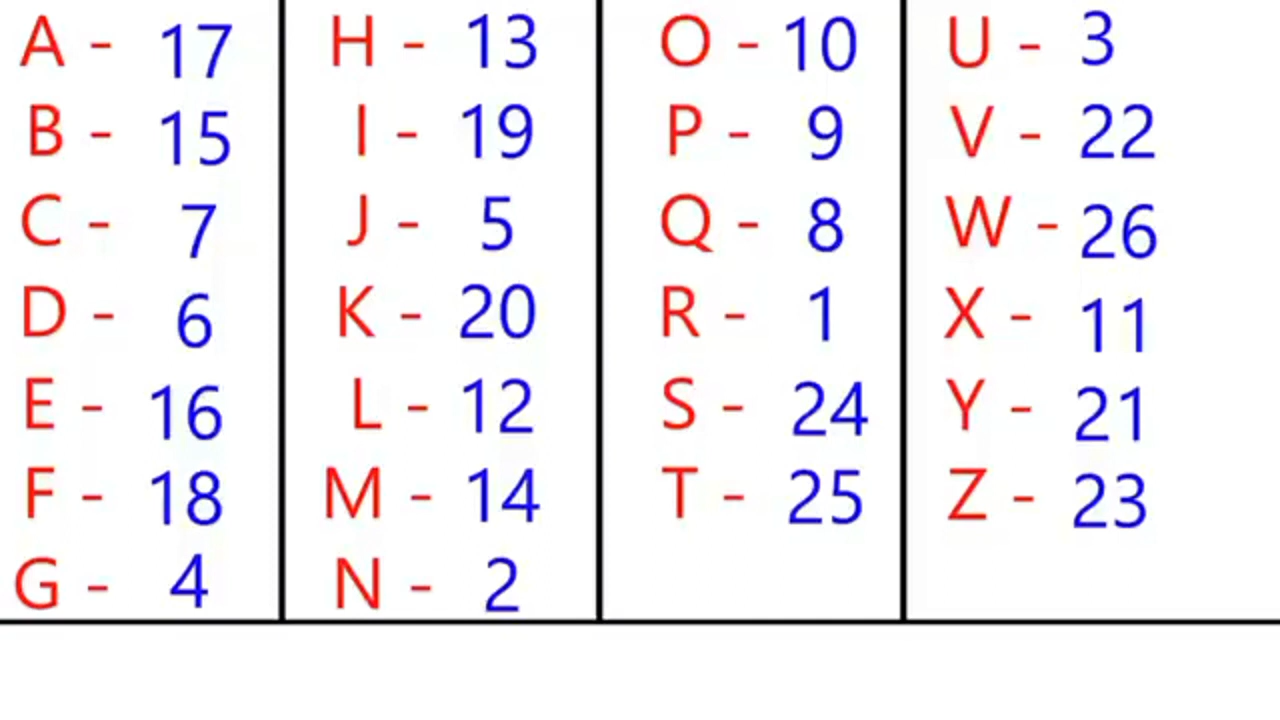 A - 17
B - 15
C - 7
D - 6
E - 16
F - 18
G - 4
H - 13
I - 19
J - 5
K - 20
L - 12
M - 14
N - 2
O - 10
P - 9
Q - 8
R - 1
S - 24
T - 25
U - 3
V - 22
W - 26
X - 11
Y - 21
Z - 23